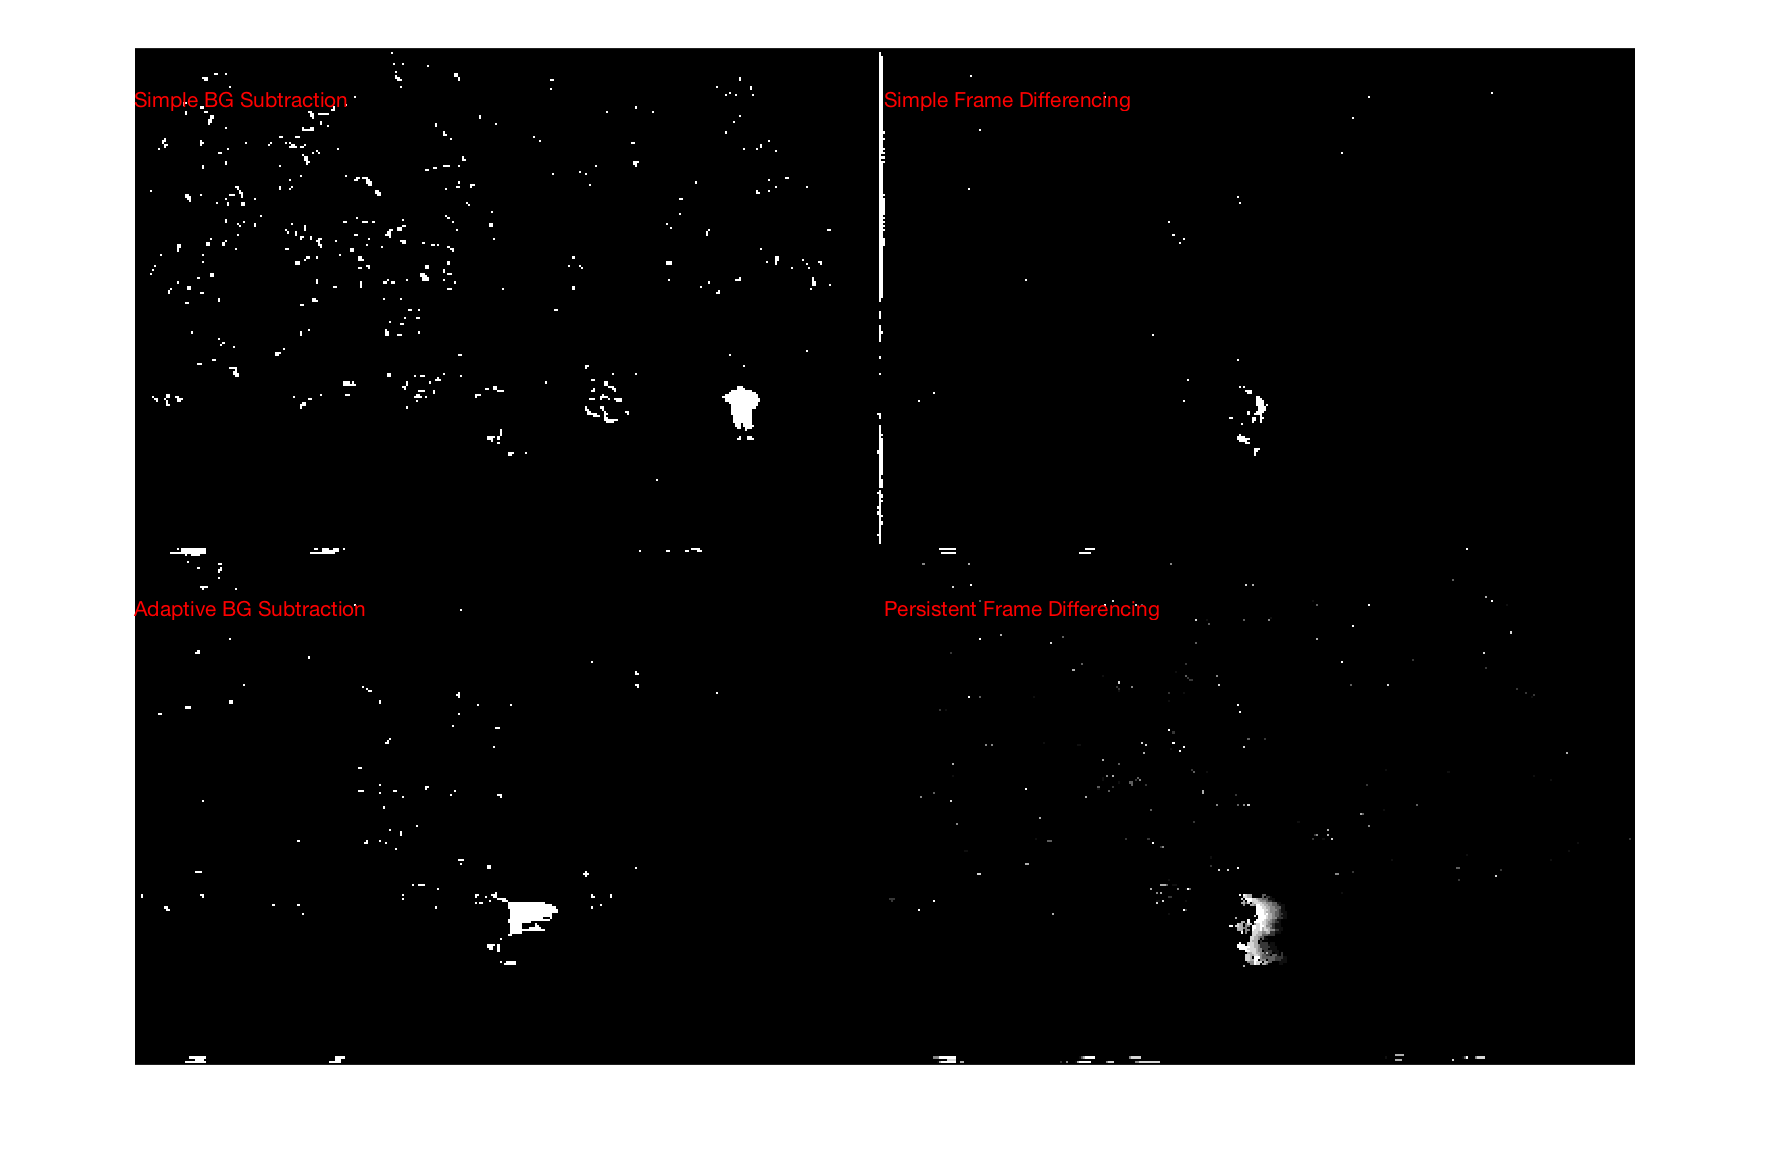 Simple BG Subtraction
Simple Frame Differencing
Adaptive BG Subtraction
Persistent Frame Differencing